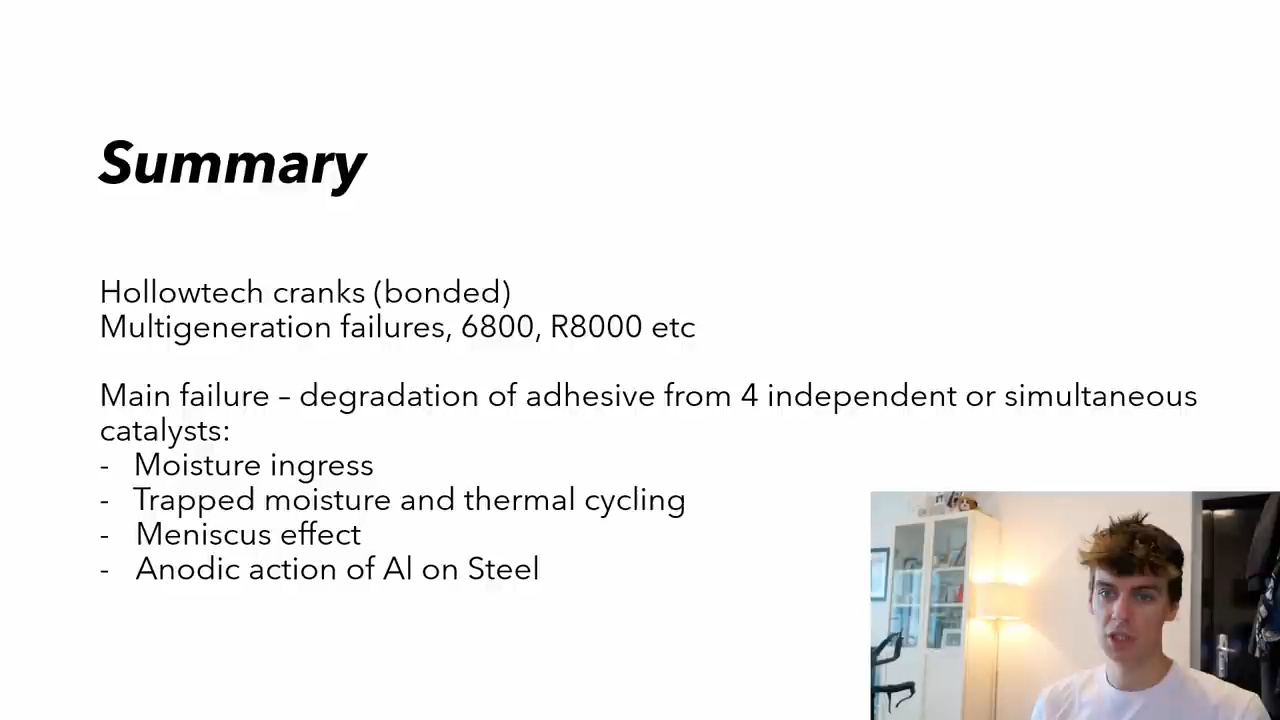 Summary
Hollowtech cranks (bonded)
Multigeneration failures, 6800, R8000 etc
Main failure – degradation of adhesive from 4 independent or simultaneous
catalysts:
- Moisture ingress
- Trapped moisture and thermal cycling
- Meniscus effect
- Anodic action of Al on Steel